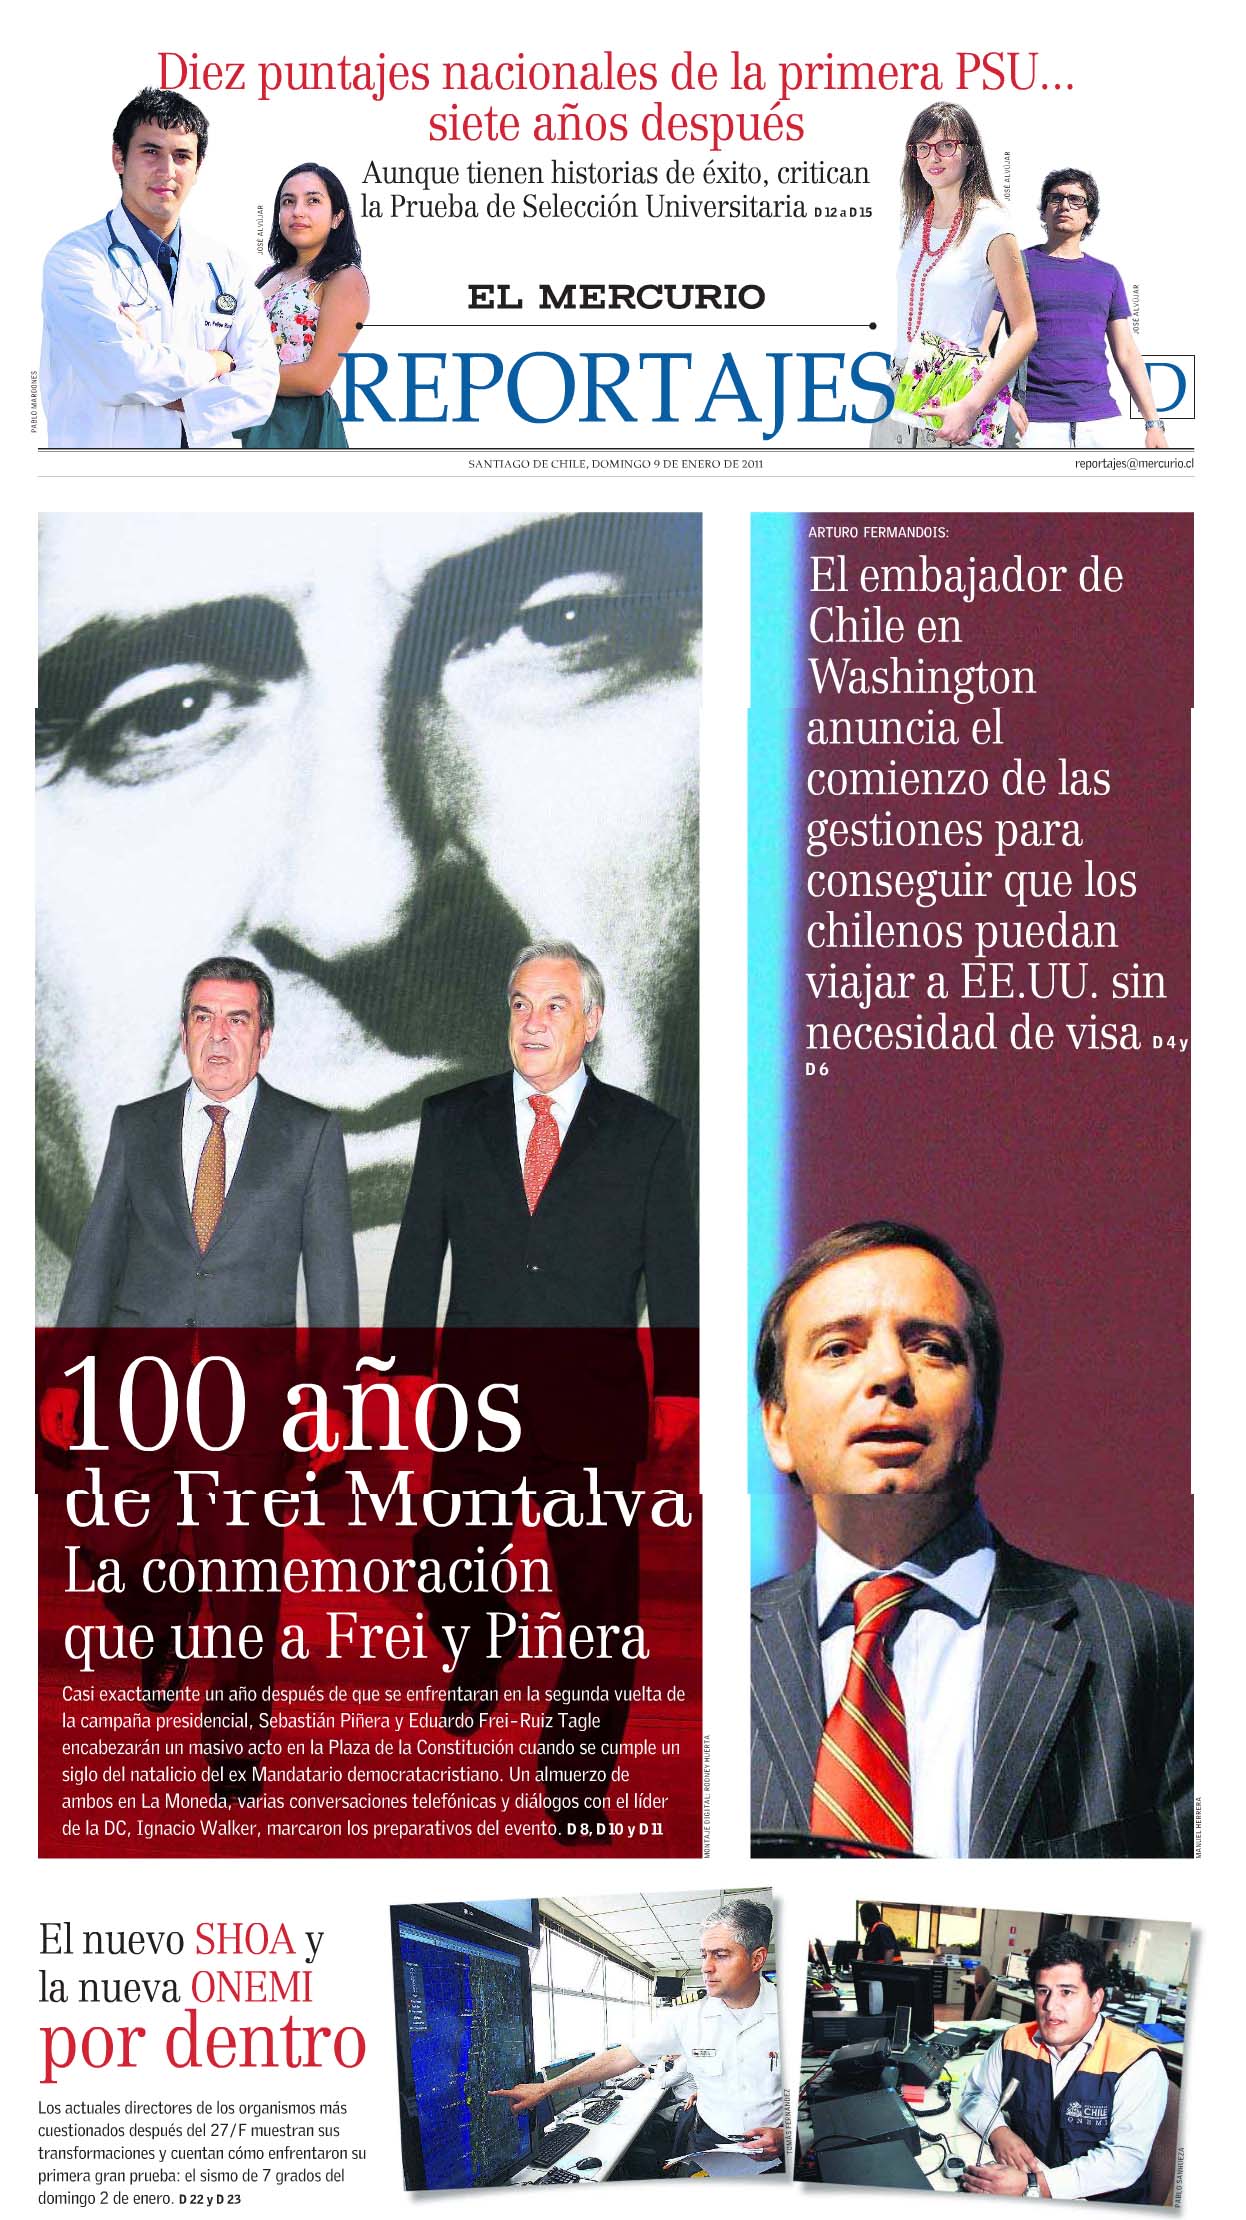 Diez puntajes nacionales de la primera PSU...
siete años después
Aunque tienen historias de éxito, critican
la Prueba de Selección Universitaria D 12 a D 15
JOSÉ ALVÚJAR
JOSÉ ALVÚJAR
JOSÉ ALVÚJAR
PABLO MARDONES
EL MERCURIO
REPORTAJES
D
SANTIAGO DE CHILE, DOMINGO 9 DE ENERO DE 2011
reportajes@mercurio.cl
100 años
de Frei Montalva
La conmemoración
que une a Frei y Piñera
Casi exactamente un año después de que se enfrentaran en la segunda vuelta de
la campaña presidencial, Sebastián Piñera y Eduardo Frei-Ruiz Tagle
encabezarán un masivo acto en la Plaza de la Constitución cuando se cumple un
siglo del natalicio del ex Mandatario democratacristiano. Un almuerzo de
ambos en La Moneda, varias conversaciones telefónicas y diálogos con el líder
de la DC, Ignacio Walker, marcaron los preparativos del evento. D 8, D 10 y D 11
MONTAJE DIGITAL: RODNEY HUERTA
ARTURO FERMANDOIS:
El embajador de
Chile en
Washington
anuncia el
comienzo de las
gestiones para
conseguir que los
chilenos puedan
viajar a EE.UU. sin
necesidad de visa D 4 y
D 6
MANUEL HERRERA
El nuevo SHOA y
la nueva ONEMI
por dentro
Los actuales directores de los organismos más
cuestionados después del 27/F muestran sus
transformaciones y cuentan cómo enfrentaron su
primera gran prueba: el sismo de 7 grados del
domingo 2 de enero. D 22 y D 23
TOMÁS FERNÁNDEZ
CHILE
ONEMI
PABLO SANHUEZA